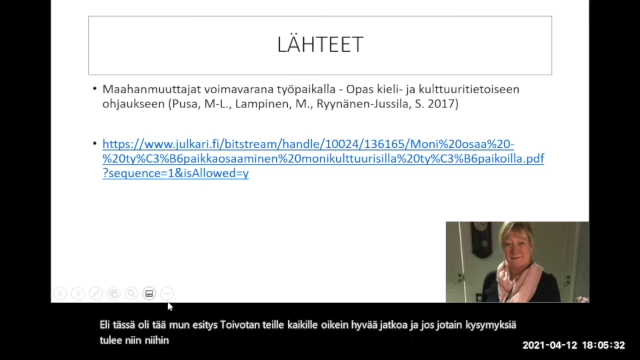 LÄHTEET
• Maahanmuuttajat voimavarana työpaikalla - Opas kieli- ja kulttuuritietoiseen
ohjaukseen (Pusa, M-L., Lampinen, M., Ryynänen-Jussila, S. 2017)
• https://www.julkari.fi/bitstream/handle/10024/136165/Moni%20osaa%20-
%20ty%C3%B6paikkaosaaminen%20monikulttuurisilla%20ty%C3%B6paikoilla.pdf
?sequence=1&isAllowed=y
Eli tässä oli tää mun esitys Toivotan teille kaikille oikein hyvää jatkoa ja jos jotain kysymyksiä
tulee niin niihin
2021-04-12 18:05:32